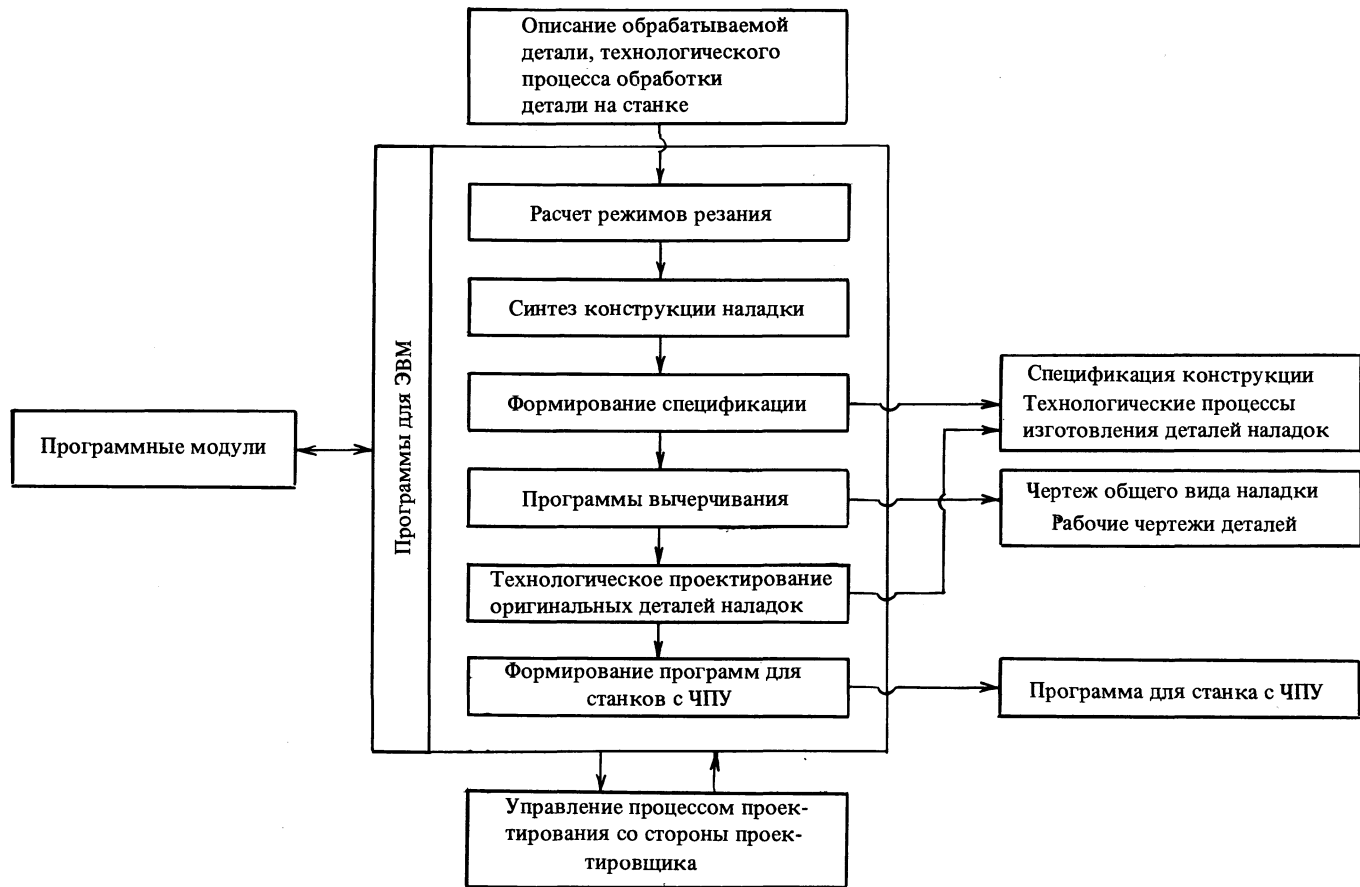 Описание обрабатываемой
детали, технологического
процесса обработки
детали на станке
Программы для ЭВМ
Расчет режимов резания
Синтез конструкции наладки
Формирование спецификации
Программы вычерчивания
Технологическое проектирование
оригинальных деталей наладок
Формирование программ для
станков с ЧПУ
Программные модули
Спецификация конструкции
Технологические процессы
изготовления деталей наладок
Чертеж общего вида наладки
Рабочие чертежи деталей
Программа для станка с ЧПУ
Управление процессом проек-
тирования со стороны проек-
тировщика